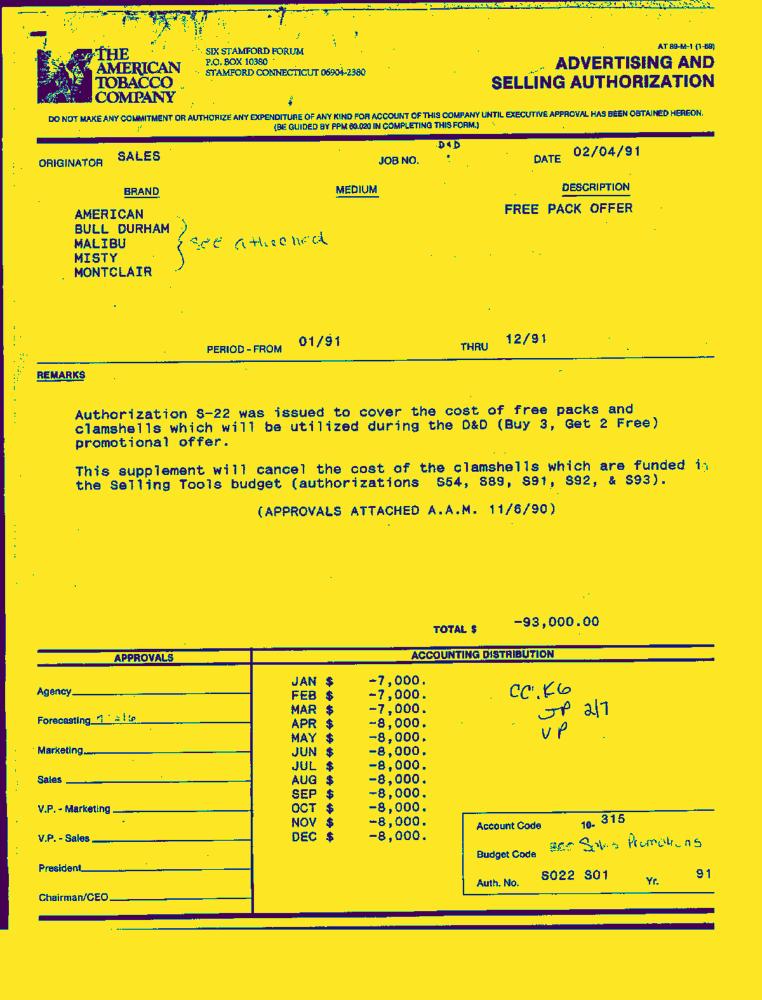 AT 89-M-1 (1-89)
THE
AMERICAN
TOBACCO
COMPANY
SIX STAMFORD FORUM
P.O. BOX 10380
STAMFORD CONNECTICUT 06904-2380
ADVERTISING AND
SELLING AUTHORIZATION
DO NOT MAKE ANY COMMITMENT OR AUTHORIZE ANY EXPENDITURE OF ANY KIND FOR ACCOUNT OF THIS COMPANY UNTIL EXECUTIVE APPROVAL HAS BEEN OBTAINED HEREON.
(BE GUIDED BY PPM 60.020 IN COMPLETING THIS FORM.)
ORIGINATOR SALES JOB NO. D&D DATE 02/04/91
BRAND MEDIUM DESCRIPTION
AMERICAN FREE PACK OFFER
BULL DURHAM
MALIBU see attached
MISTY
MONTCLAIR
PERIOD - FROM 01/91 THRU 12/91
REMARKS
Authorization S-22 was issued to cover the cost of free packs and
clamshells which will be utilized during the D&D (Buy 3, Get 2 Free)
promotional offer.
This supplement will cancel the cost of the clamshells which are funded in
the Selling Tools budget (authorizations S54, S89, S91, S92, & S93).
(APPROVALS ATTACHED A.A.M. 11/6/90)
TOTAL $ -93,000.00
APPROVALS ACCOUNTING DISTRIBUTION
Agency
Forecasting
Marketing
Sales
V.P. - Marketing
V.P. - Sales
President
Chairman/CEO
JAN $ -7,000.
FEB $ -7,000.
MAR $ -7,000.
APR $ -8,000.
MAY $ -8,000.
JUN $ -8,000.
JUL $ -8,000.
AUG $ -8,000.
SEP $ -8,000.
OCT $ -8,000.
NOV $ -8,000.
DEC $ -8,000.
CC: KG
JP 2/7
VP
Account Code 10- 315
Budget Code Sales Promotions
Auth. No. S022 S01 Yr. 91